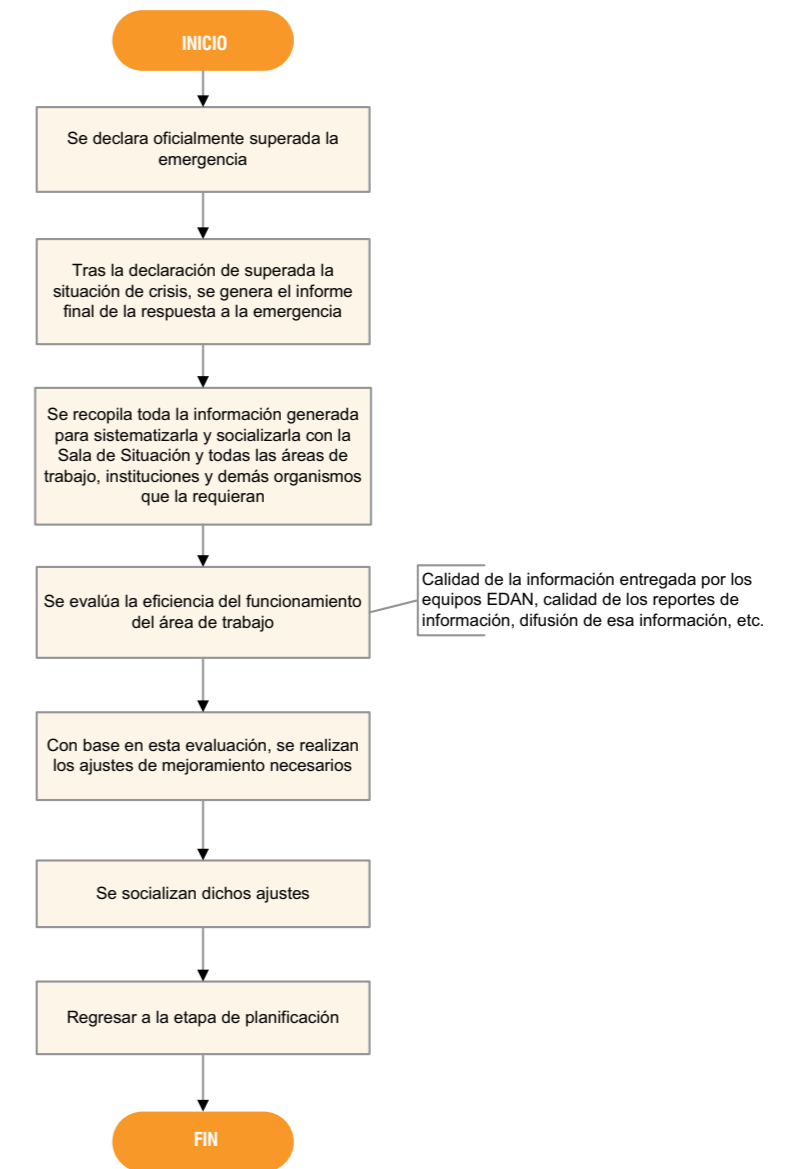 INICIO
Se declara oficialmente superada la
emergencia
Tras la declaración de superada la
situación de crisis, se genera el informe
final de la respuesta a la emergencia
Se recopila toda la información generada
para sistematizarla y socializarla con la
Sala de Situación y todas las áreas de
trabajo, instituciones y demás organismos
que la requieran
Se evalúa la eficiencia del funcionamiento
del área de trabajo
Calidad de la información entregada por los
equipos EDAN, calidad de los reportes de
información, difusión de esa información, etc.
Con base en esta evaluación, se realizan
los ajustes de mejoramiento necesarios
Se socializan dichos ajustes
Regresar a la etapa de planificación
FIN